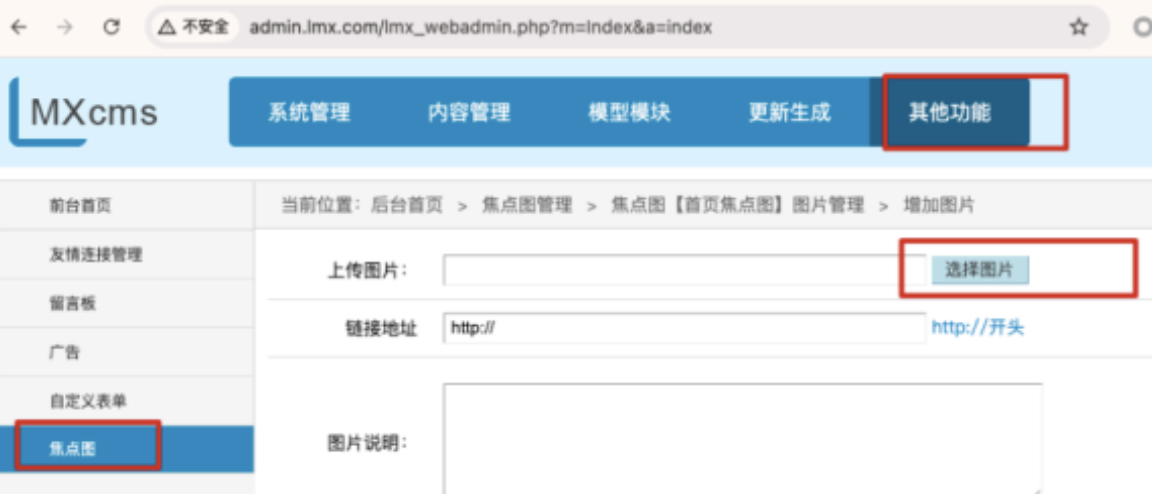 不安全 admin.lmx.com/lmx_webadmin.php?m=Index&a=index
MXcms 系统管理 内容管理 模型模块 更新生成 其他功能
前台首页
友情连接管理
留言板
广告
自定义表单
焦点图
当前位置：后台首页 > 焦点图管理 > 焦点图【首页焦点图】图片管理 > 增加图片
上传图片： 选择图片
链接地址 http:// http://开头
图片说明：